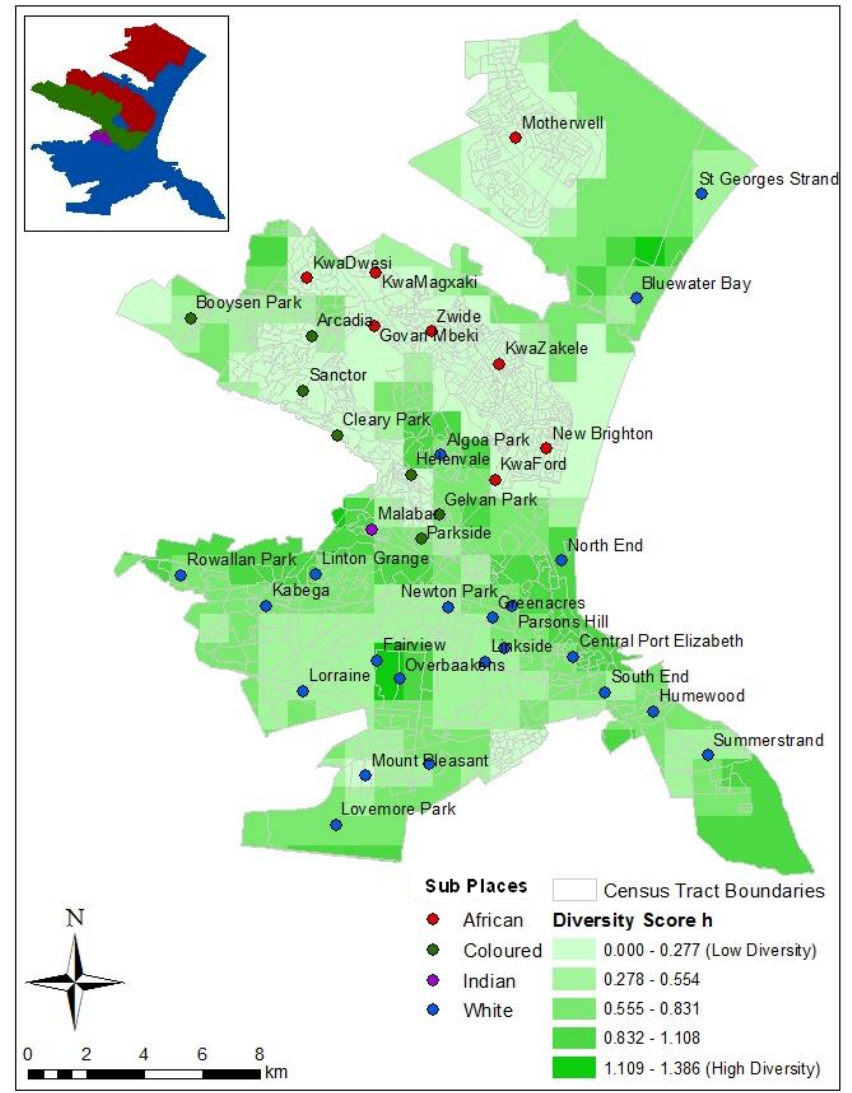 Motherwell
St Georges Strand
KwaDwesi
KwaMagxaki
Bluewater Bay
Booysen Park
Arcadia
Zwide
Govan Mbeki
KwaZakele
Sanctor
Cleary Park
New Brighton
Algoa Park
Helenvale
KwaFord
Gelvan Park
Malabar
Parkside
North End
Rowallan Park
Linton Grange
Kabega
Newton Park
Greenacres
Parsons Hill
Fairview
Linkside
Central Port Elizabeth
Overbaakens
Lorraine
South End
Humewood
Summerstrand
Mount Pleasant
Lovemore Park
Sub Places
African
Coloured
Indian
White
Census Tract Boundaries
Diversity Score h
0.000 - 0.277 (Low Diversity)
0.278 - 0.554
0.555 - 0.831
0.832 - 1.108
1.109 - 1.386 (High Diversity)
N
0 2 4 6 8
km